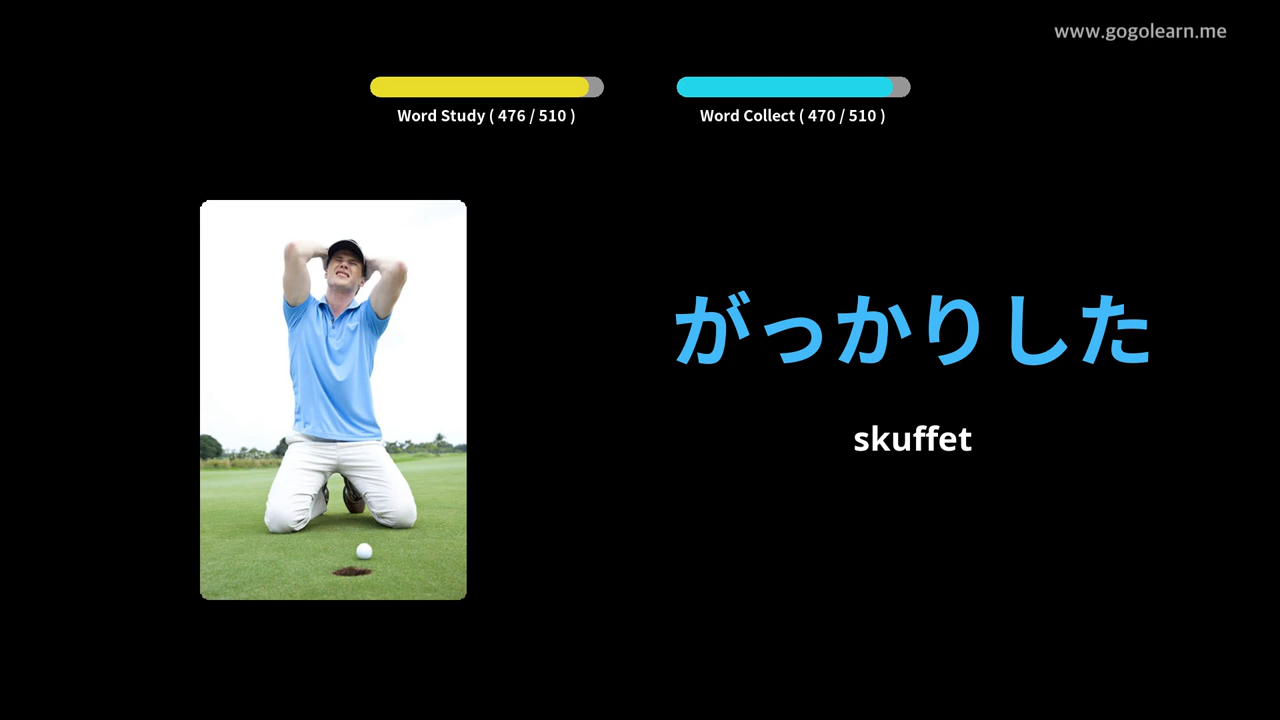 www.gogolearn.me
Word Study ( 476 / 510 )
Word Collect ( 470 / 510 )
がっかりした
skuffet